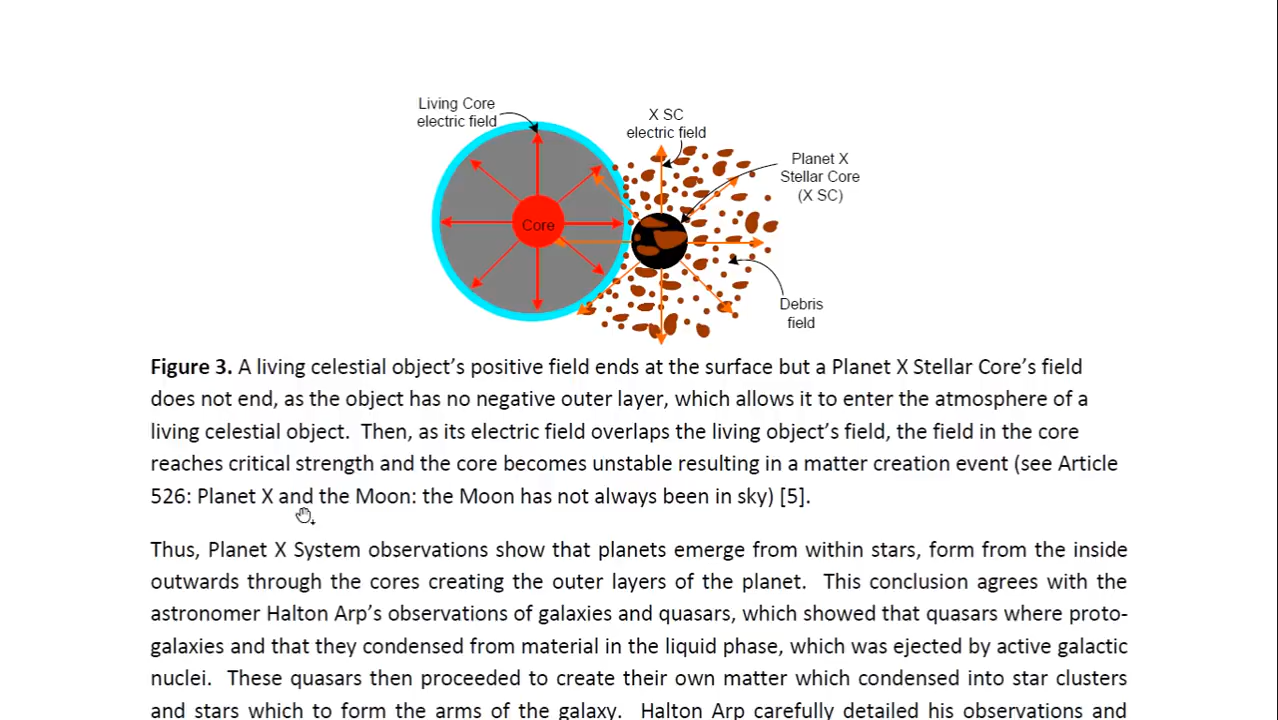 Living Core
electric field
X SC
electric field
Planet X
Stellar Core
(X SC)
Core
Debris
field
Figure 3. A living celestial object’s positive field ends at the surface but a Planet X Stellar Core’s field
does not end, as the object has no negative outer layer, which allows it to enter the atmosphere of a
living celestial object.  Then, as its electric field overlaps the living object’s field, the field in the core
reaches critical strength and the core becomes unstable resulting in a matter creation event (see Article
526: Planet X and the Moon: the Moon has not always been in sky) [5].
Thus, Planet X System observations show that planets emerge from within stars, form from the inside
outwards through the cores creating the outer layers of the planet.  This conclusion agrees with the
astronomer Halton Arp’s observations of galaxies and quasars, which showed that quasars where proto-
galaxies and that they condensed from material in the liquid phase, which was ejected by active galactic
nuclei.  These quasars then proceeded to create their own matter which condensed into star clusters
and stars which to form the arms of the galaxy.  Halton Arp carefully detailed his observations and